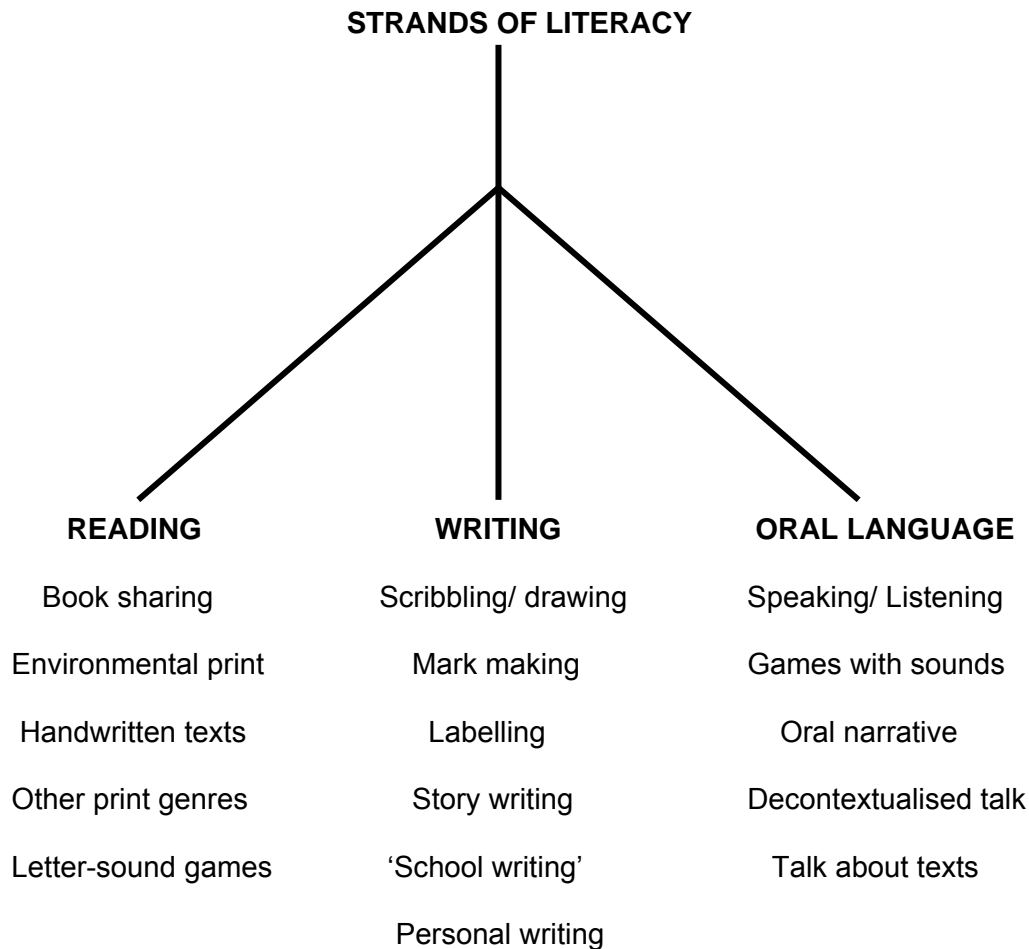 STRANDS OF LITERACY
READING WRITING ORAL LANGUAGE
Book sharing Scribbling/ drawing Speaking/ Listening
Environmental print Mark making Games with sounds
Handwritten texts Labelling Oral narrative
Other print genres Story writing Decontextualised talk
Letter-sound games ‘School writing’ Talk about texts
Personal writing